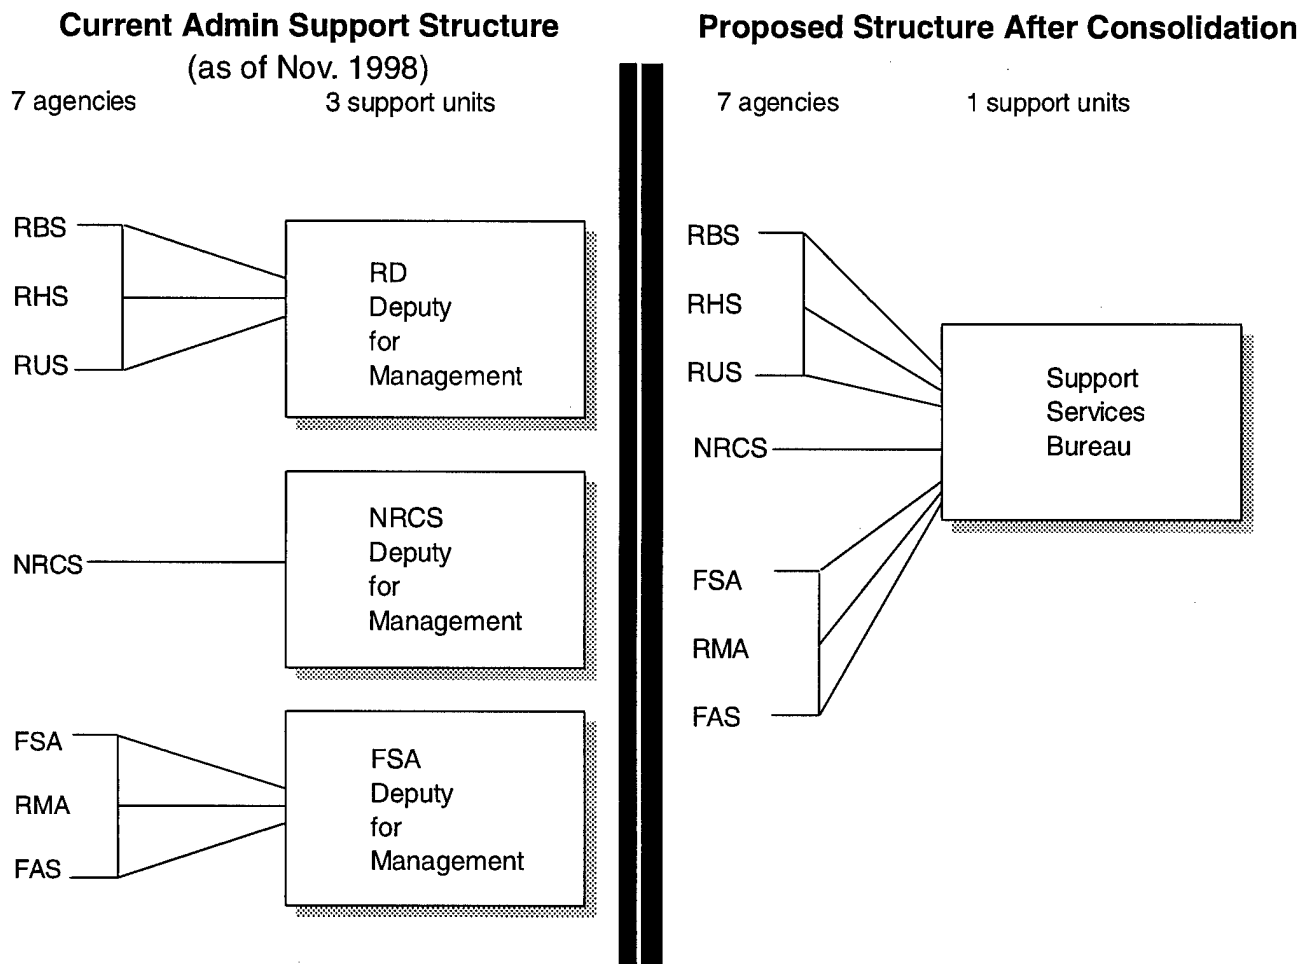 Current Admin Support Structure
(as of Nov. 1998)
7 agencies
3 support units
RBS
RHS
RUS
RD
Deputy
for
Management
NRCS
NRCS
Deputy
for
Management
FSA
RMA
FAS
FSA
Deputy
for
Management
Proposed Structure After Consolidation
7 agencies
1 support units
RBS
RHS
RUS
NRCS
FSA
RMA
FAS
Support
Services
Bureau